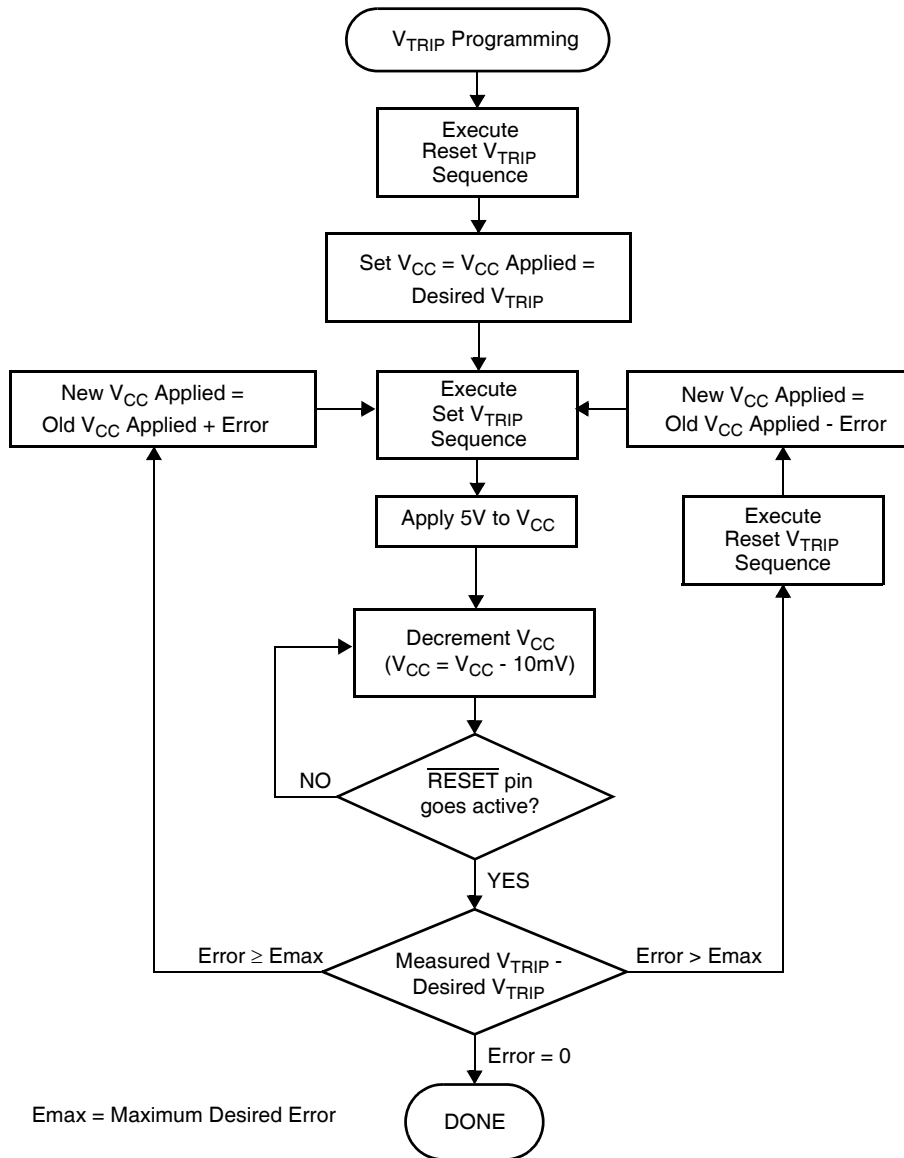 V_TRIP Programming
Execute
Reset V_TRIP
Sequence
Set V_CC = V_CC Applied =
Desired V_TRIP
New V_CC Applied =
Old V_CC Applied + Error
Execute
Set V_TRIP
Sequence
New V_CC Applied =
Old V_CC Applied - Error
Apply 5V to V_CC
Execute
Reset V_TRIP
Sequence
Decrement V_CC
(V_CC = V_CC - 10mV)
NO
RESET pin
goes active?
YES
Error ≥ Emax
Measured V_TRIP -
Desired V_TRIP
Error > Emax
Error = 0
Emax = Maximum Desired Error
DONE